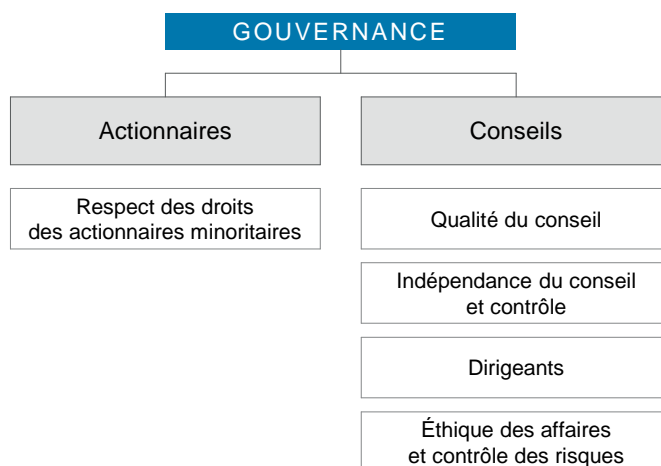 GOUVERNANCE
Actionnaires
Conseils
Respect des droits
des actionnaires minoritaires
Qualité du conseil
Indépendance du conseil
et contrôle
Dirigeants
Éthique des affaires
et contrôle des risques